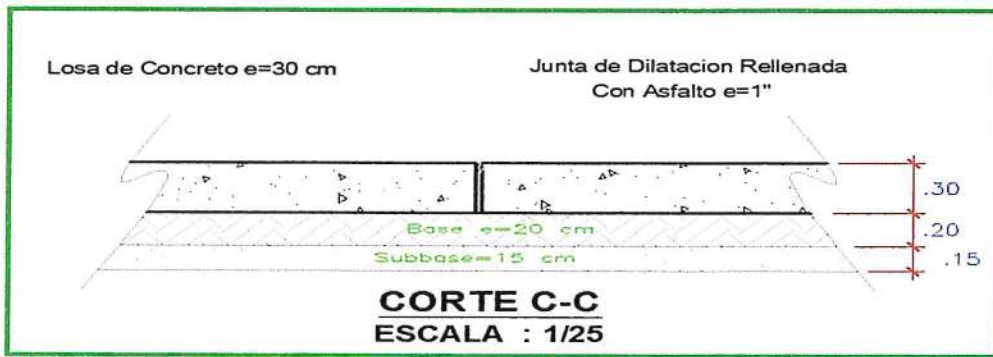 Losa de Concreto e=30 cm
Junta de Dilatacion Rellenada
Con Asfalto e=1"
.30
Base e=20 cm
.20
Subbase=15 cm
.15
CORTE C-C
ESCALA : 1/25